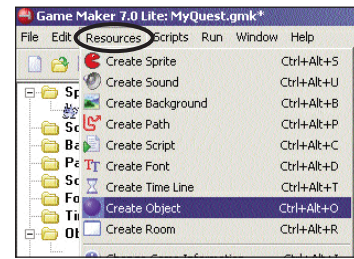 Game Maker 7.0 Lite: MyQuest.gmk*
File Edit Resources Scripts Run Window Help
Create Sprite Ctrl+Alt+S
Create Sound Ctrl+Alt+U
Create Background Ctrl+Alt+B
Create Path Ctrl+Alt+P
Create Script Ctrl+Alt+C
Create Font Ctrl+Alt+D
Create Time Line Ctrl+Alt+T
Create Object Ctrl+Alt+O
Create Room Ctrl+Alt+R